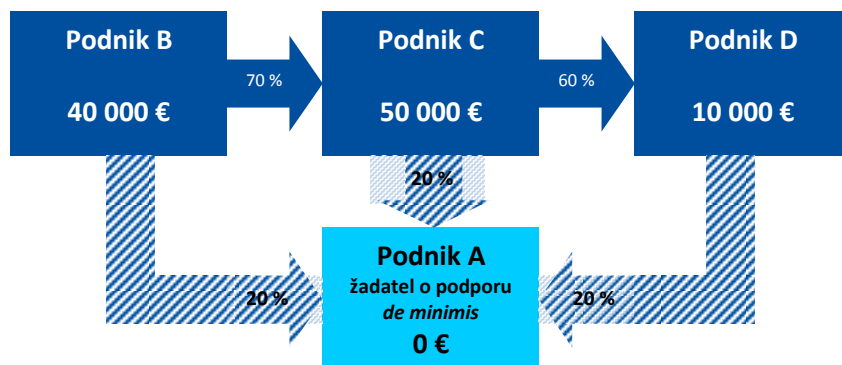 Podnik B
40 000 €
70 %
Podnik C
50 000 €
60 %
Podnik D
10 000 €
20 %
Podnik A
žadatel o podporu
de minimis
0 €
20 %
20 %